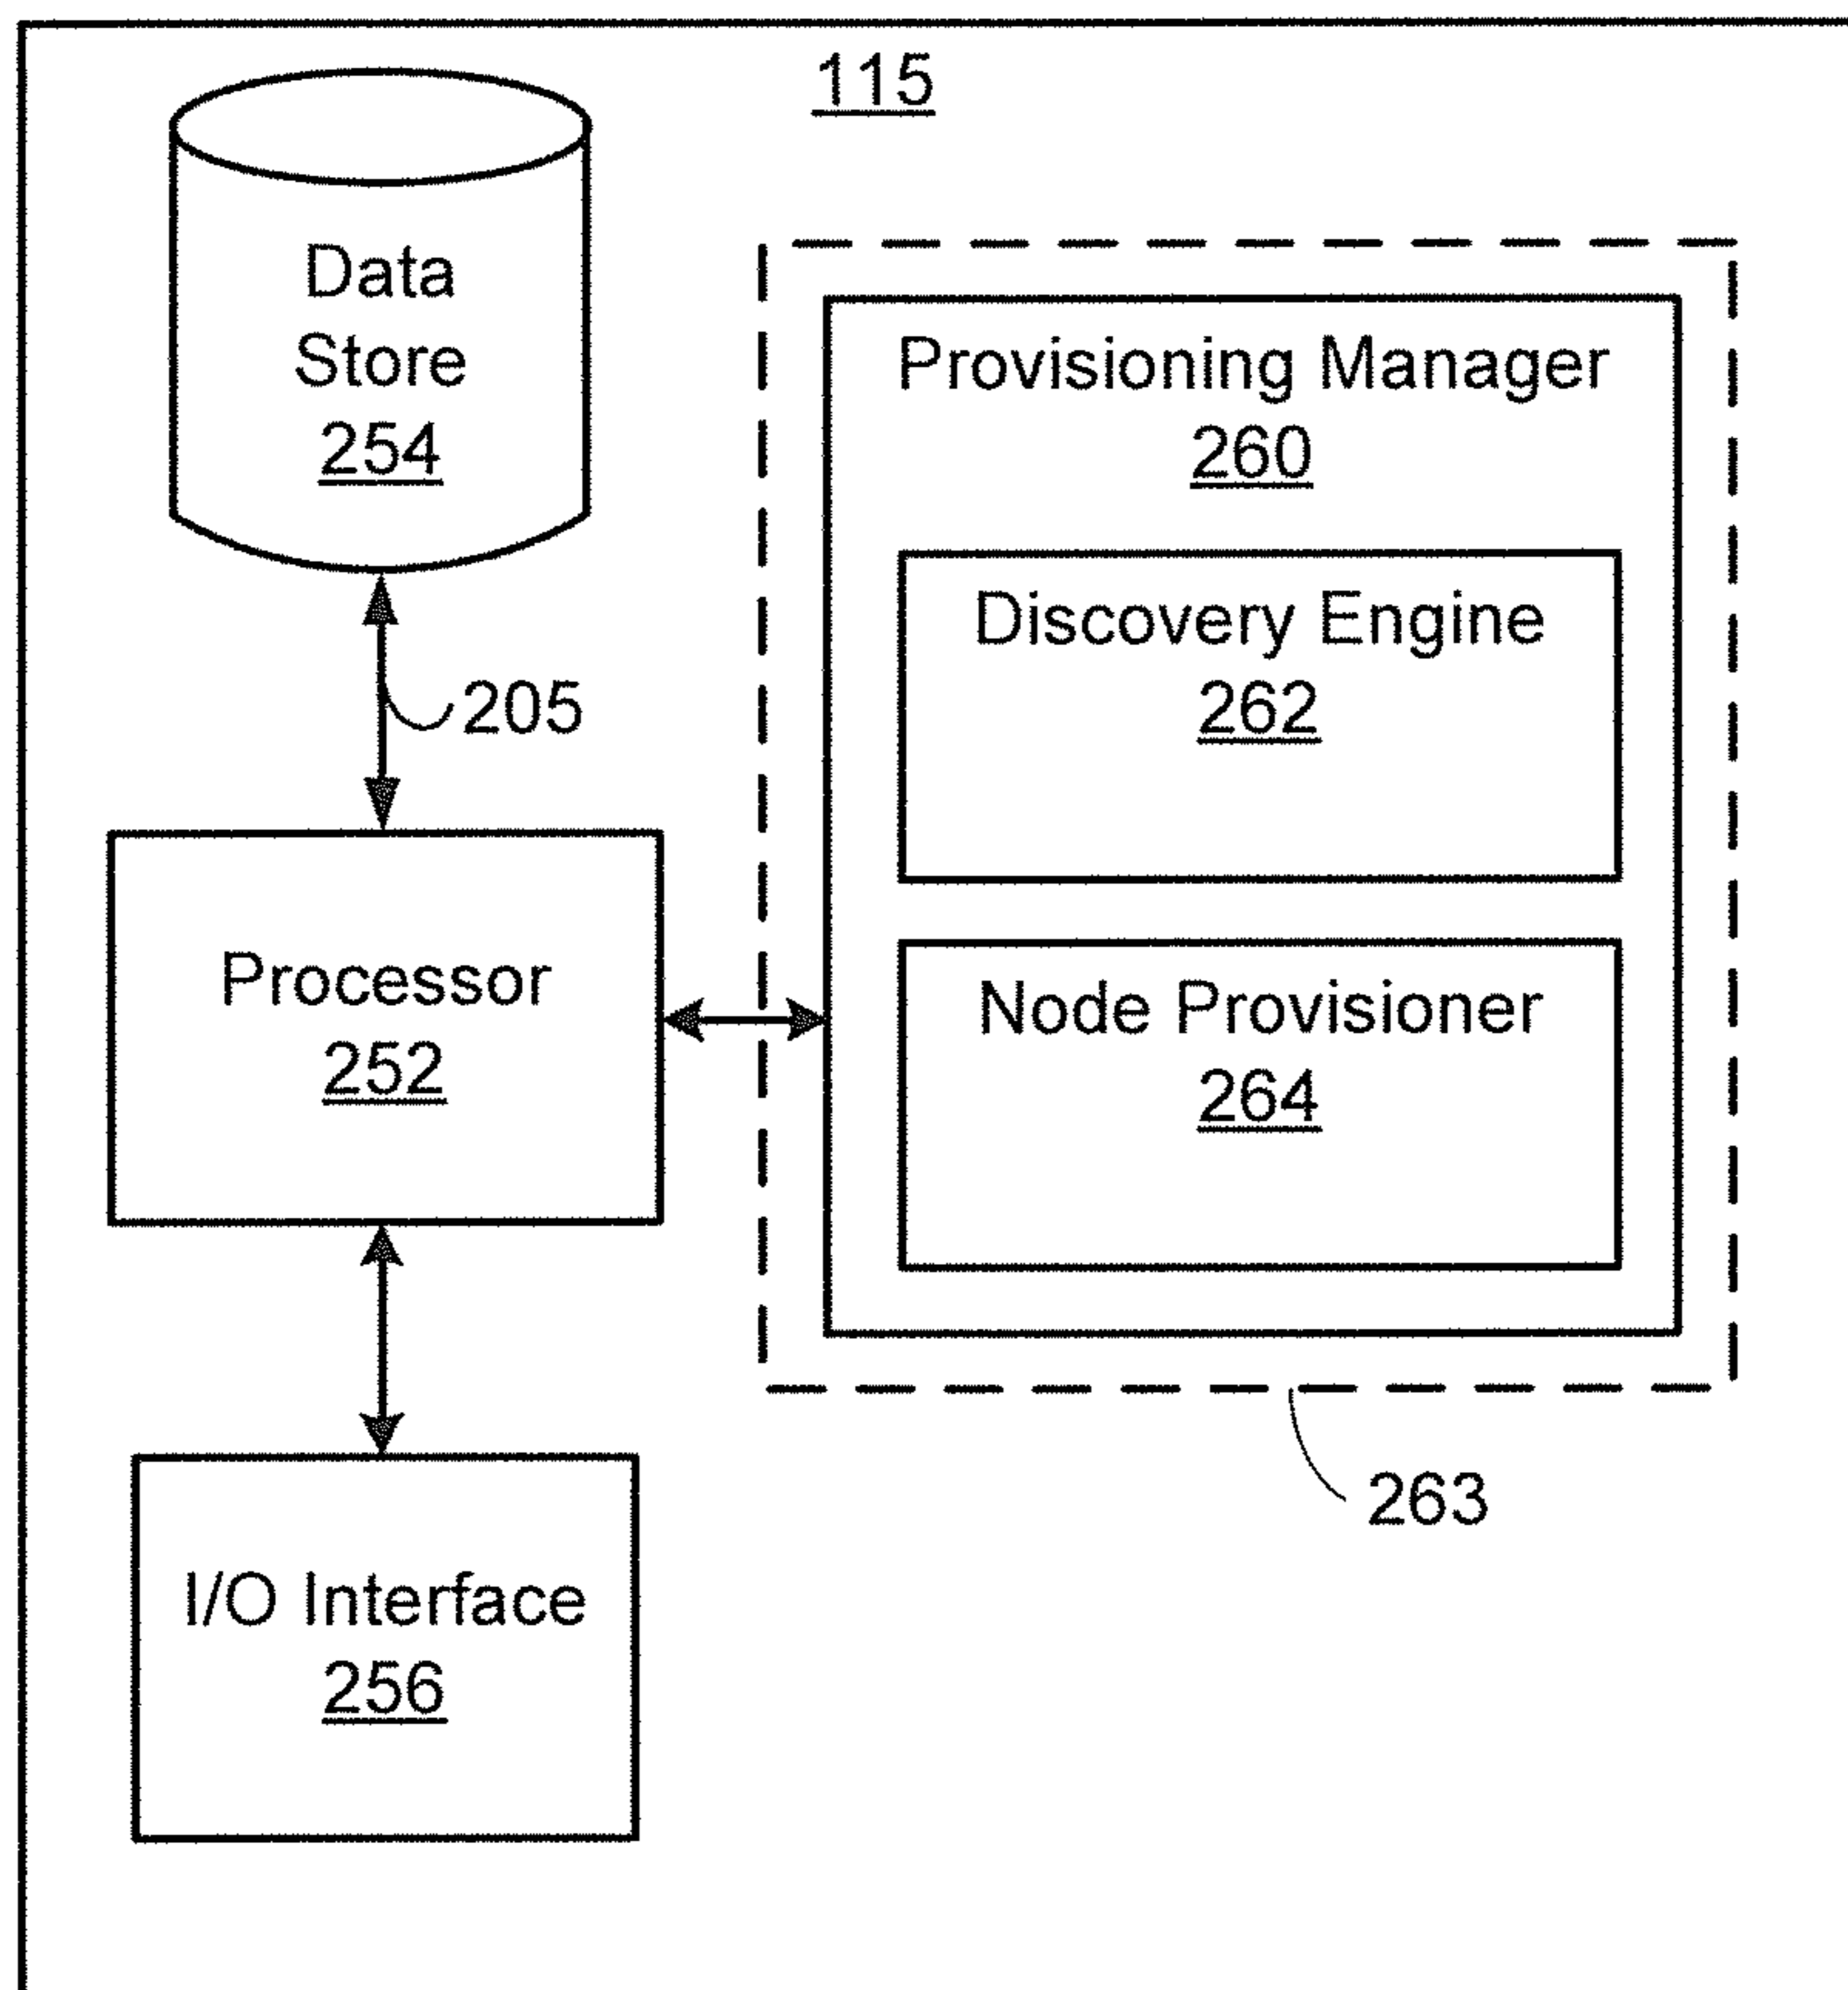 115
Data
Store
254
205
Processor
252
I/O Interface
256
Provisioning Manager
260
Discovery Engine
262
Node Provisioner
264
263